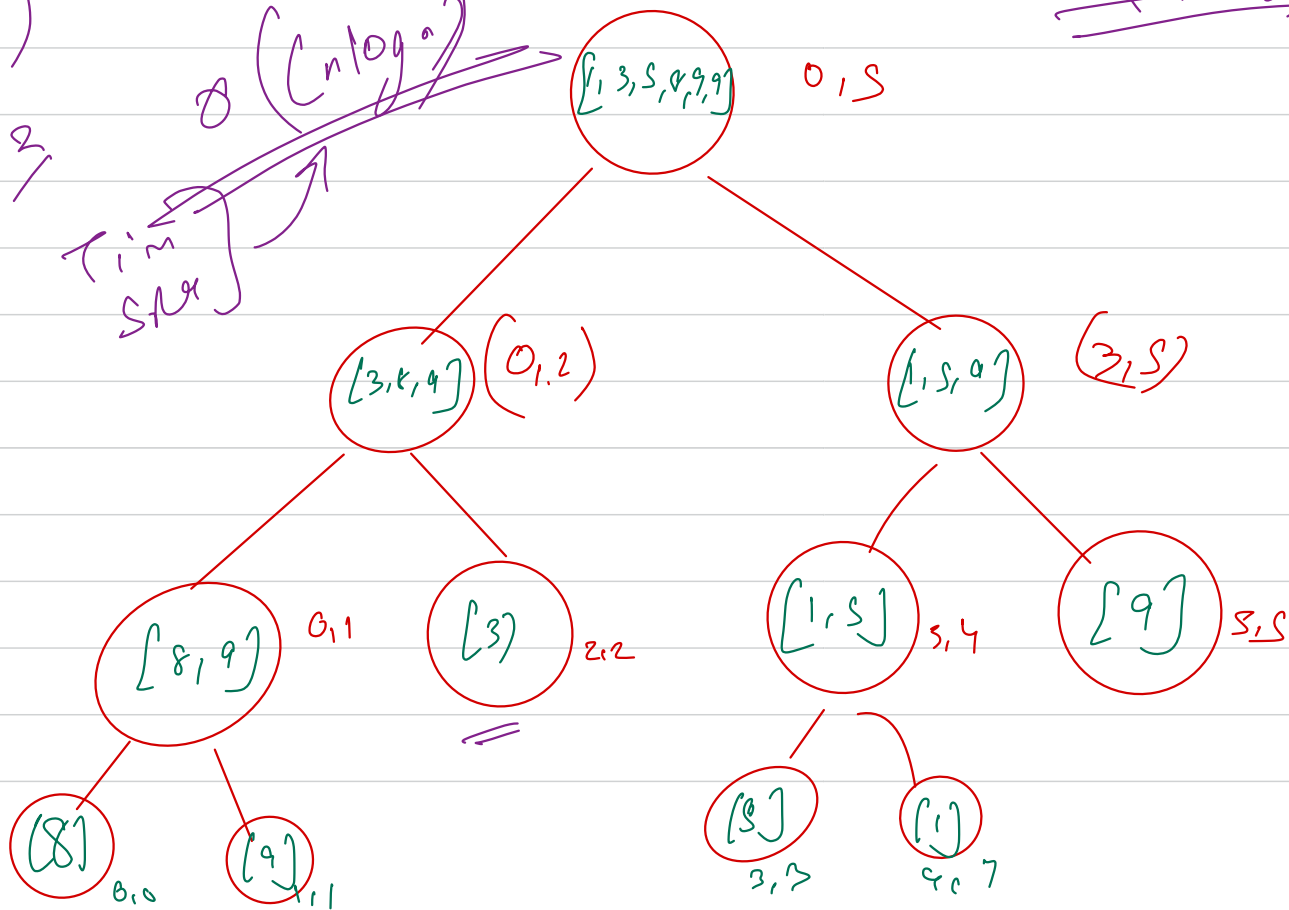 O(n log n)
[1, 3, 5, 8, 9, 9] 0, 5
Tim
[3, 8, 9] (0, 2) [1, 5, 9] (3, 5)
[8, 9] 0, 1 [3] 2, 2 [1, 5] 3, 4 [9] 5, 5
[8] 0, 0 [9] 1, 1 [5] 3, 3 [1]